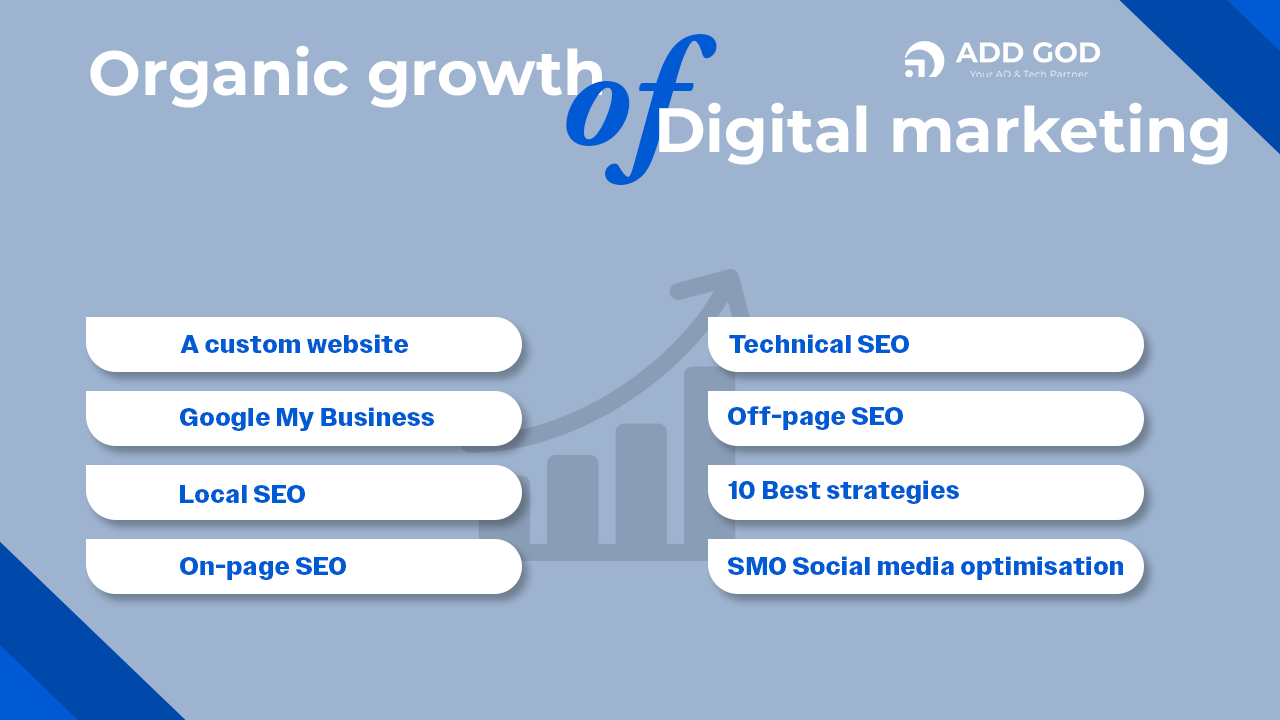 Organic growth
of
Digital marketing
ADD GOD
Your AD & Tech Partner
A custom website
Google My Business
Local SEO
On-page SEO
Technical SEO
Off-page SEO
10 Best strategies
SMO Social media optimisation